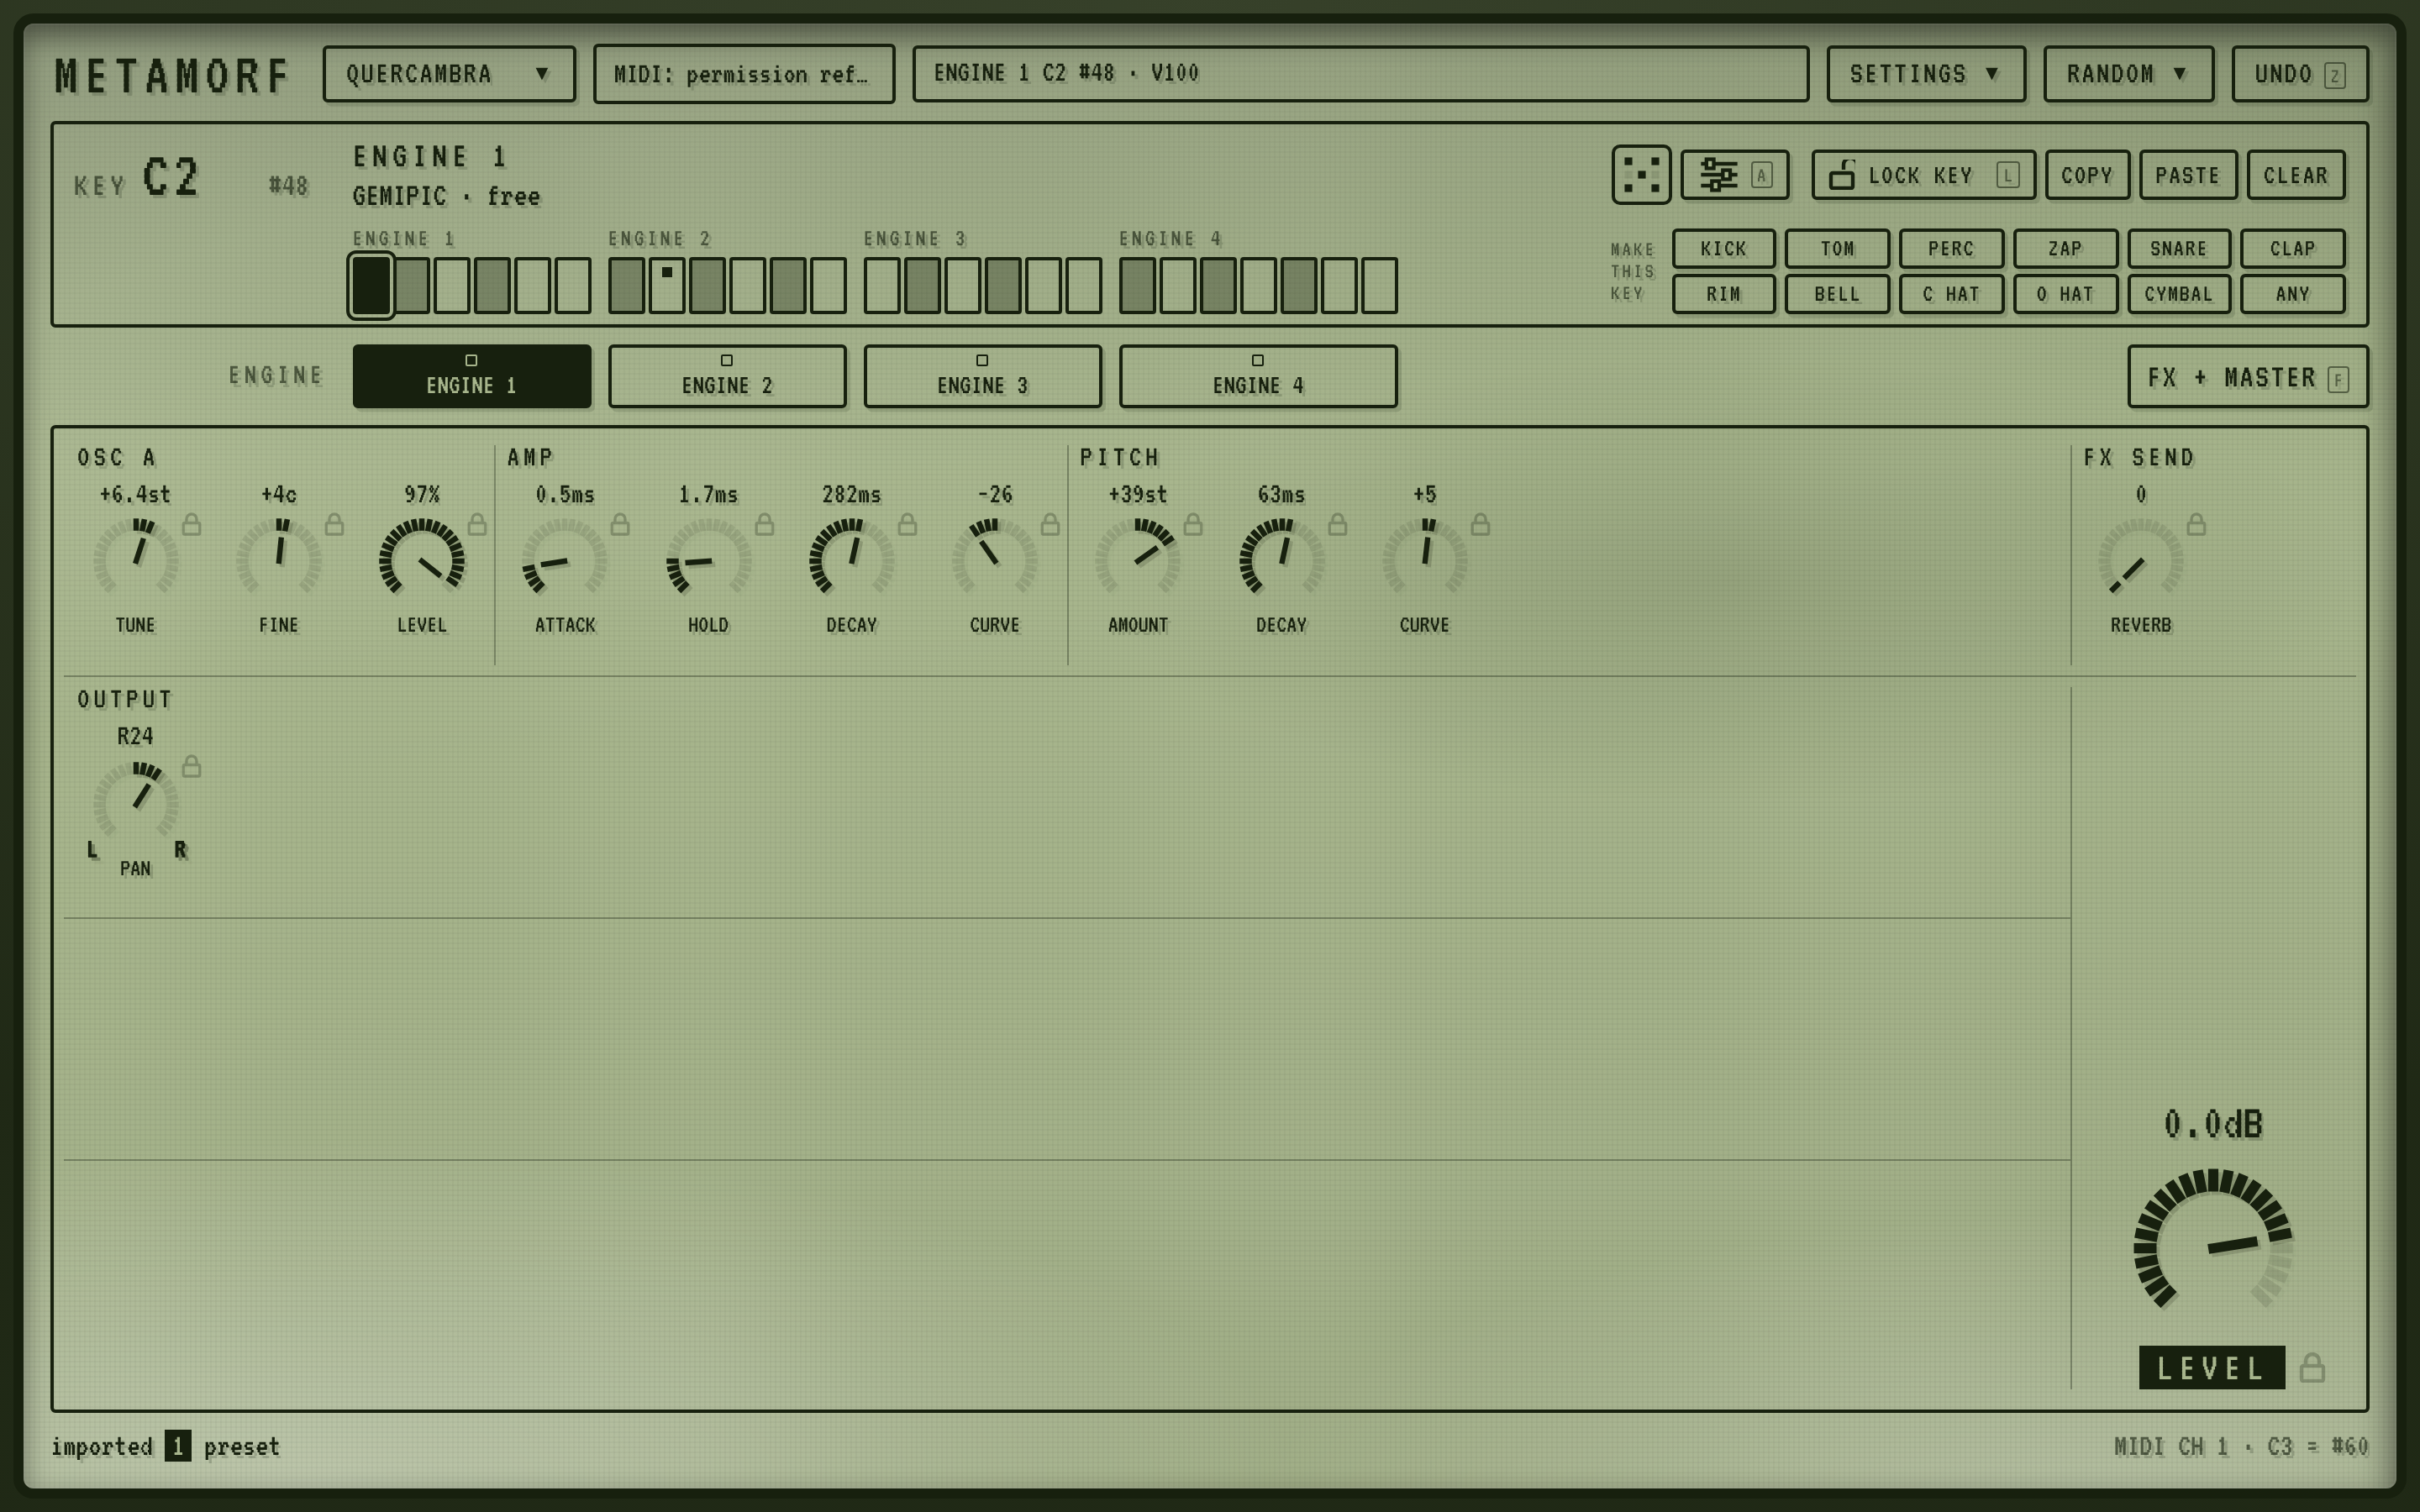 METAMORF QUERCAMBRA ▼ MIDI: permission ref… ENGINE 1 C2 #48 · V100 SETTINGS ▼ RANDOM ▼ UNDO Z
KEY C2 #48
ENGINE 1
GEMIPIC · free
A LOCK KEY L COPY PASTE CLEAR
ENGINE 1 ENGINE 2 ENGINE 3 ENGINE 4
MAKE THIS KEY
KICK TOM PERC ZAP SNARE CLAP
RIM BELL C HAT O HAT CYMBAL ANY
ENGINE ENGINE 1 ENGINE 2 ENGINE 3 ENGINE 4 FX + MASTER F
OSC A AMP PITCH FX SEND
+6.4st +4c 97% 0.5ms 1.7ms 282ms -26 +39st 63ms +5 0
TUNE FINE LEVEL ATTACK HOLD DECAY CURVE AMOUNT DECAY CURVE REVERB
OUTPUT
R24
L R
PAN
0.0dB
LEVEL
imported 1 preset MIDI CH 1 · C3 = #60